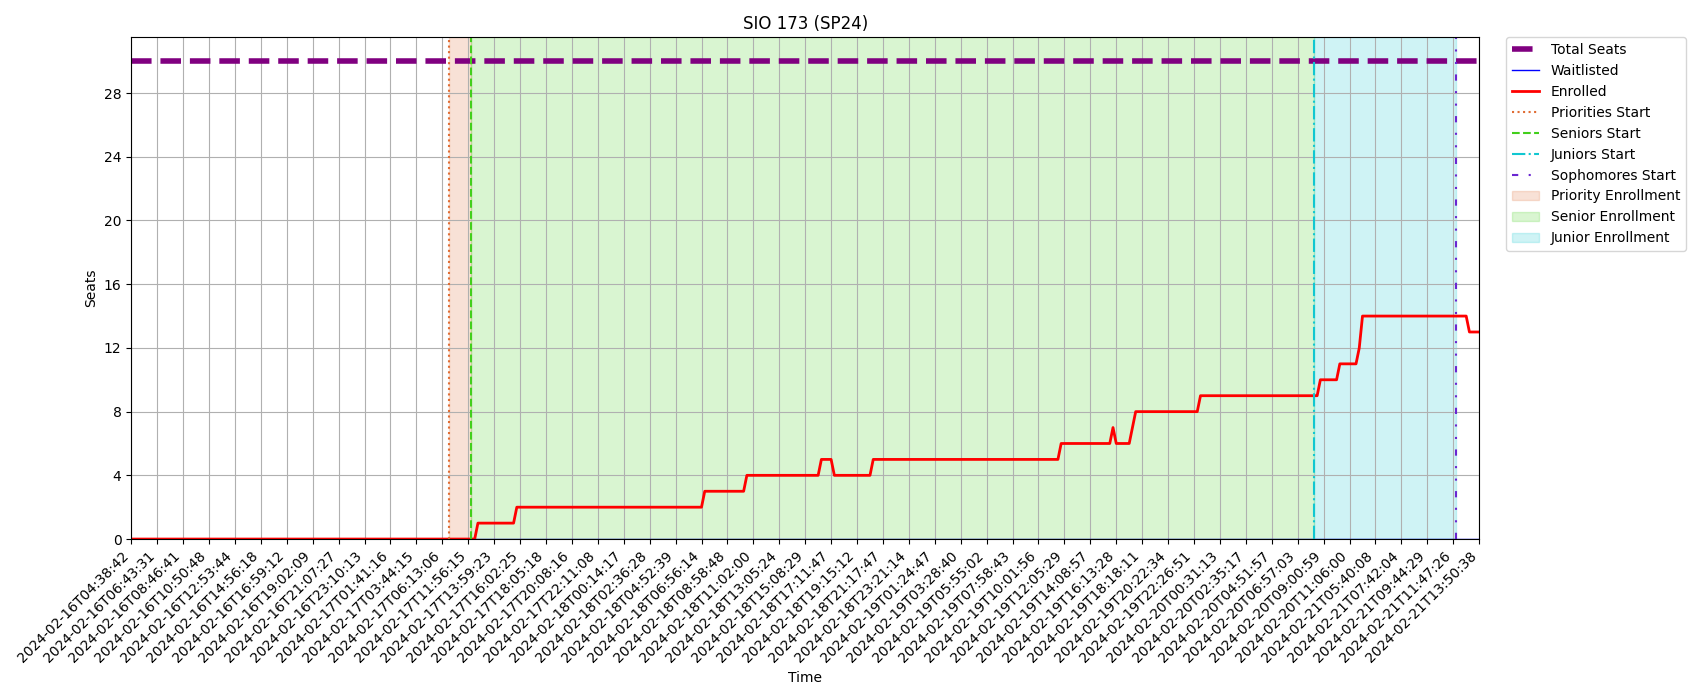 SIO 173 (SP24)
Total Seats
Waitlisted
Enrolled
Priorities Start
Seniors Start
Juniors Start
Sophomores Start
Priority Enrollment
Senior Enrollment
Junior Enrollment
Seats
28
24
20
16
12
8
4
0
2024-02-16T04:38:42
2024-02-16T06:43:31
2024-02-16T08:46:41
2024-02-16T10:50:48
2024-02-16T12:53:44
2024-02-16T14:56:18
2024-02-16T16:59:12
2024-02-16T19:02:09
2024-02-16T21:07:27
2024-02-16T23:10:13
2024-02-17T01:41:16
2024-02-17T03:44:15
2024-02-17T06:13:06
2024-02-17T11:56:15
2024-02-17T13:59:23
2024-02-17T16:02:25
2024-02-17T18:05:18
2024-02-17T20:08:16
2024-02-17T22:11:08
2024-02-18T00:14:17
2024-02-18T02:36:28
2024-02-18T04:52:39
2024-02-18T06:56:14
2024-02-18T08:58:48
2024-02-18T11:02:00
2024-02-18T13:05:24
2024-02-18T15:08:29
2024-02-18T17:11:47
2024-02-18T19:15:12
2024-02-18T21:17:47
2024-02-18T23:21:14
2024-02-19T01:24:47
2024-02-19T03:28:40
2024-02-19T05:55:02
2024-02-19T07:58:43
2024-02-19T10:01:56
2024-02-19T12:05:29
2024-02-19T14:08:57
2024-02-19T16:13:28
2024-02-19T18:18:11
2024-02-19T20:22:34
2024-02-19T22:26:51
2024-02-20T00:31:13
2024-02-20T02:35:17
2024-02-20T04:51:57
2024-02-20T06:57:03
2024-02-20T09:00:59
2024-02-20T11:06:00
2024-02-21T05:40:08
2024-02-21T07:42:04
2024-02-21T09:44:29
2024-02-21T11:47:26
2024-02-21T13:50:38
Time